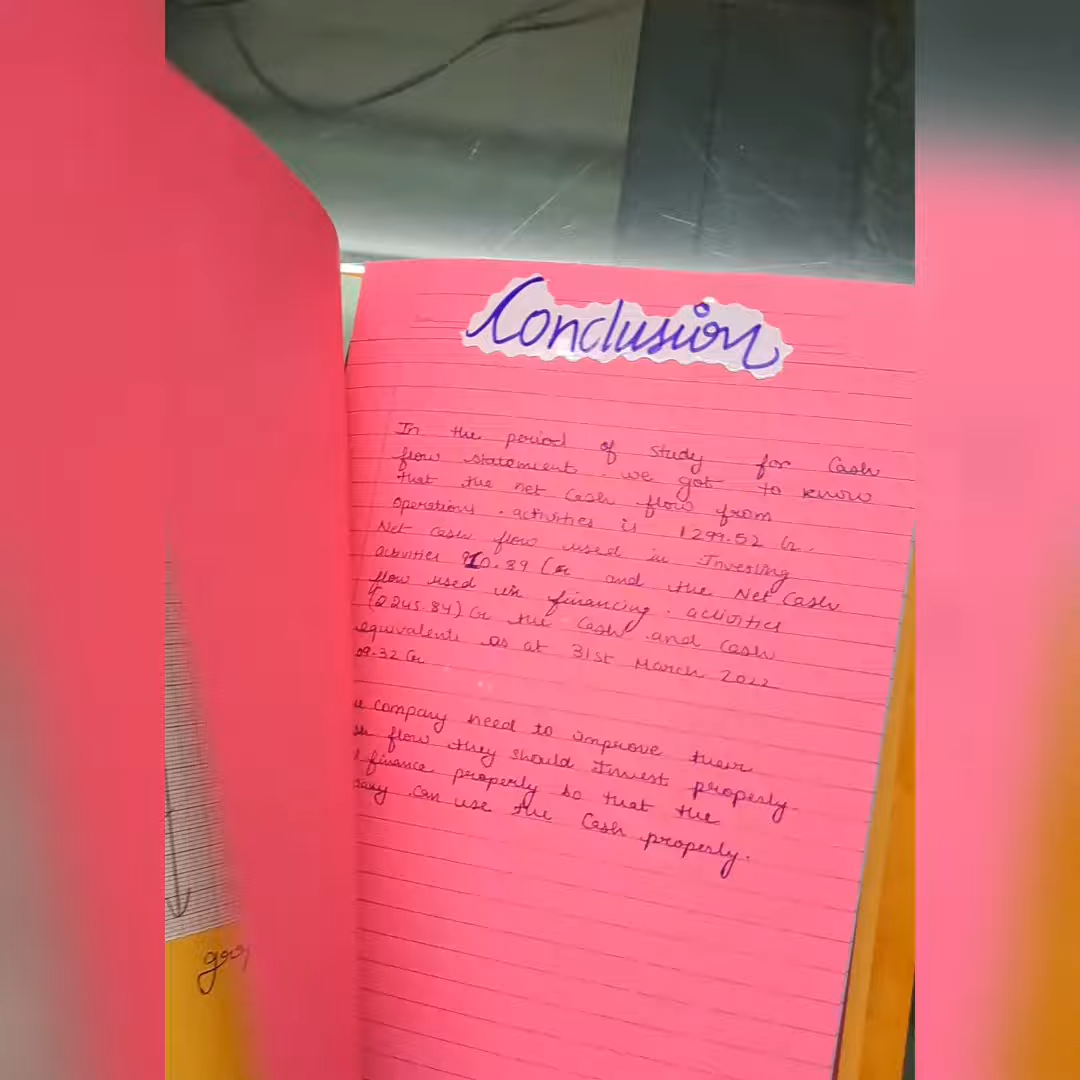 Conclusion
In the period of study for Cash
flow statement. we got to know
that the net Cash flow from
Operations. activities is 1299.52 Cr.
Net cash flow used in Investing
activities 910.89 Cr and the Net Cash
flow used in financing. activities
(2245.84) Cr the Cash and Cash
equivalents as at 31st March 2022
09.32 Cr
company need to improve their
flow they should Invest properly.
finance properly so that the
can use the Cash properly.